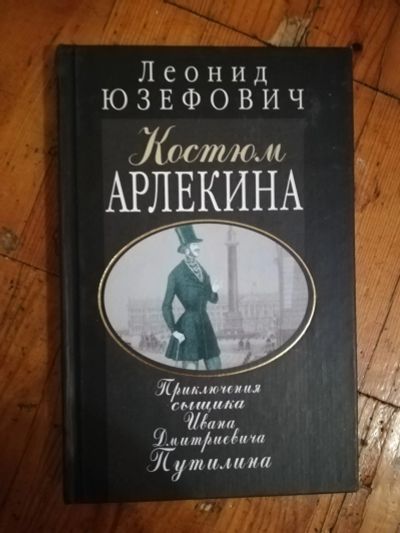 Леонид
ЮЗЕФОВИЧ
Костюм
АРЛЕКИНА
Приключения
сыщика
Ивана
Дмитриевича
Путилина